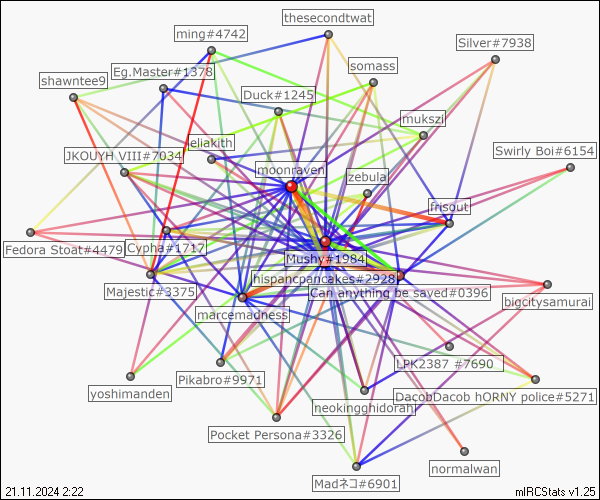 thesecondtwat
ming#4742
Silver#7938
somass
Eg.Master#1378
shawntee9
Duck#1245
mukszi
eliakith
Swirly Boi#6154
JKOUYH VIII#7034
moonraven
zebula
frisout
Fedora Stoat#4479
Cypha#1717
Mushy#1984
hispancpancakes#2928
Majestic#3375
Can anything be saved#0396
bigcitysamurai
marcemadness
LPK2387 #7690
Pikabro#9971
yoshimanden
DacobDacob hORNY police#5271
neokingghidorah
Pocket Persona#3326
normalwan
Madネコ#6901
21.11.2024 2:22
mIRCStats v1.25